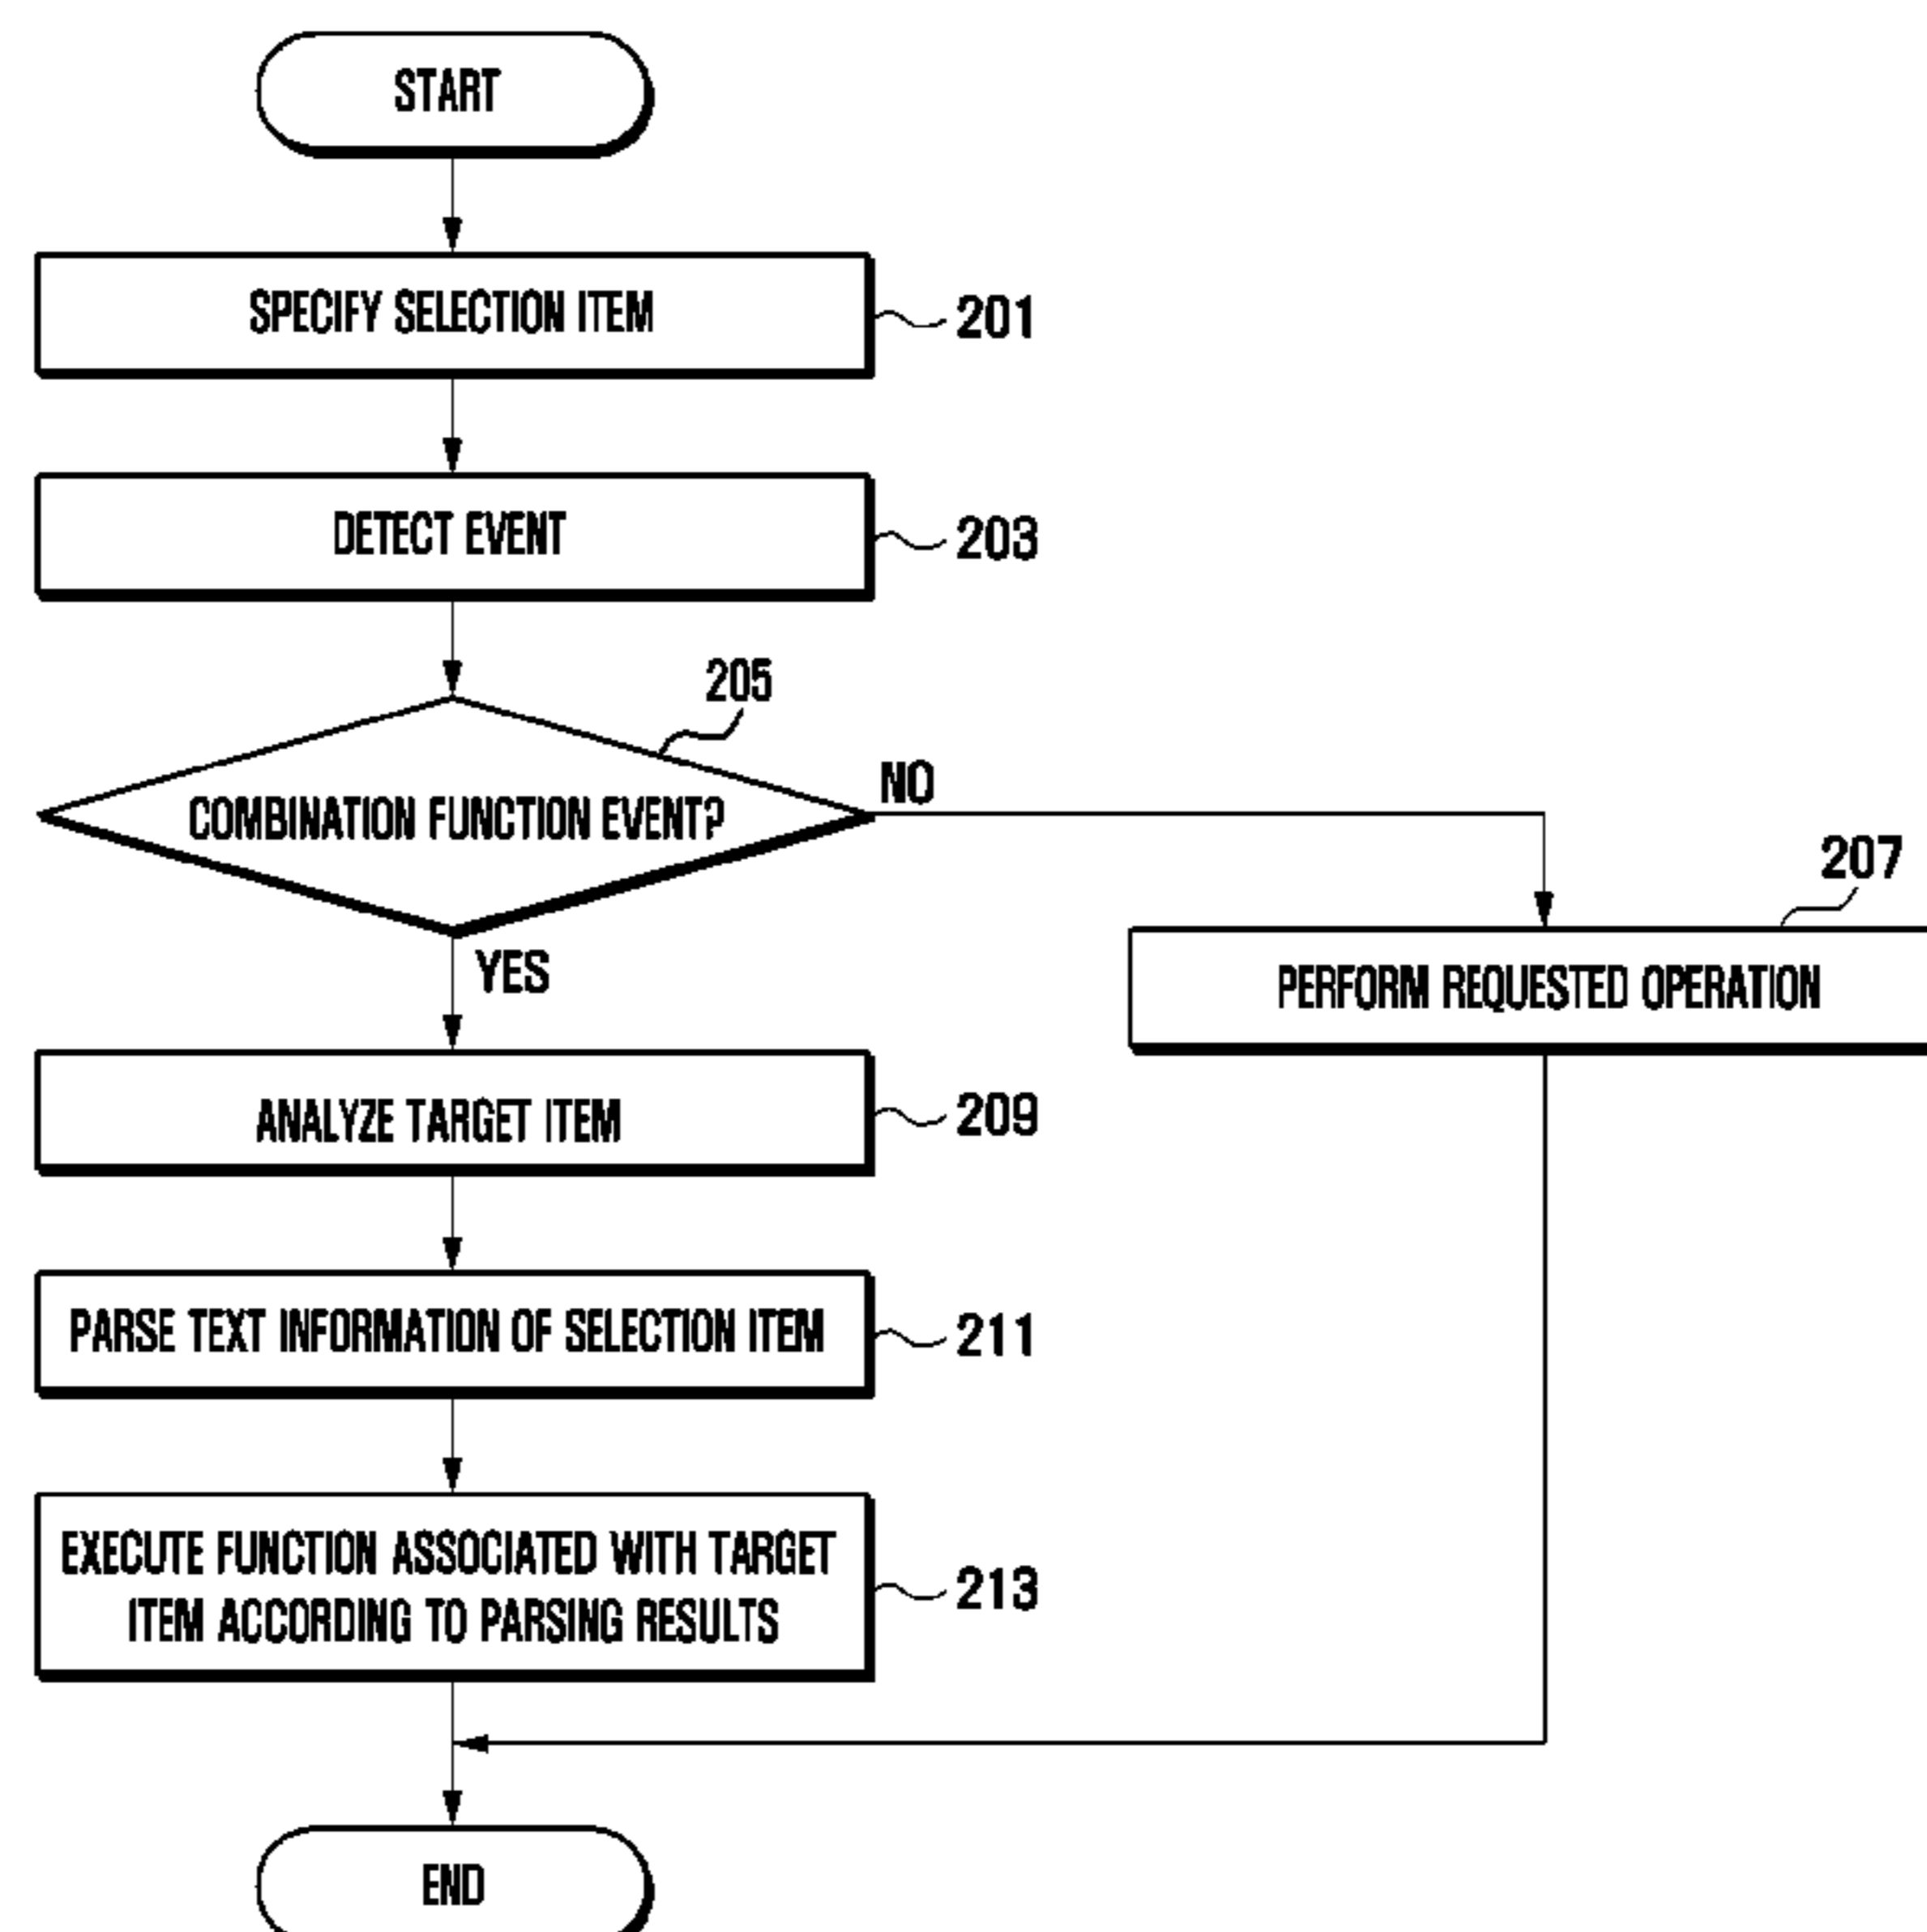 START
SPECIFY SELECTION ITEM
201
DETECT EVENT
203
205
COMBINATION FUNCTION EVENT?
NO
207
YES
PERFORM REQUESTED OPERATION
ANALYZE TARGET ITEM
209
PARSE TEXT INFORMATION OF SELECTION ITEM
211
EXECUTE FUNCTION ASSOCIATED WITH TARGET
ITEM ACCORDING TO PARSING RESULTS
213
END